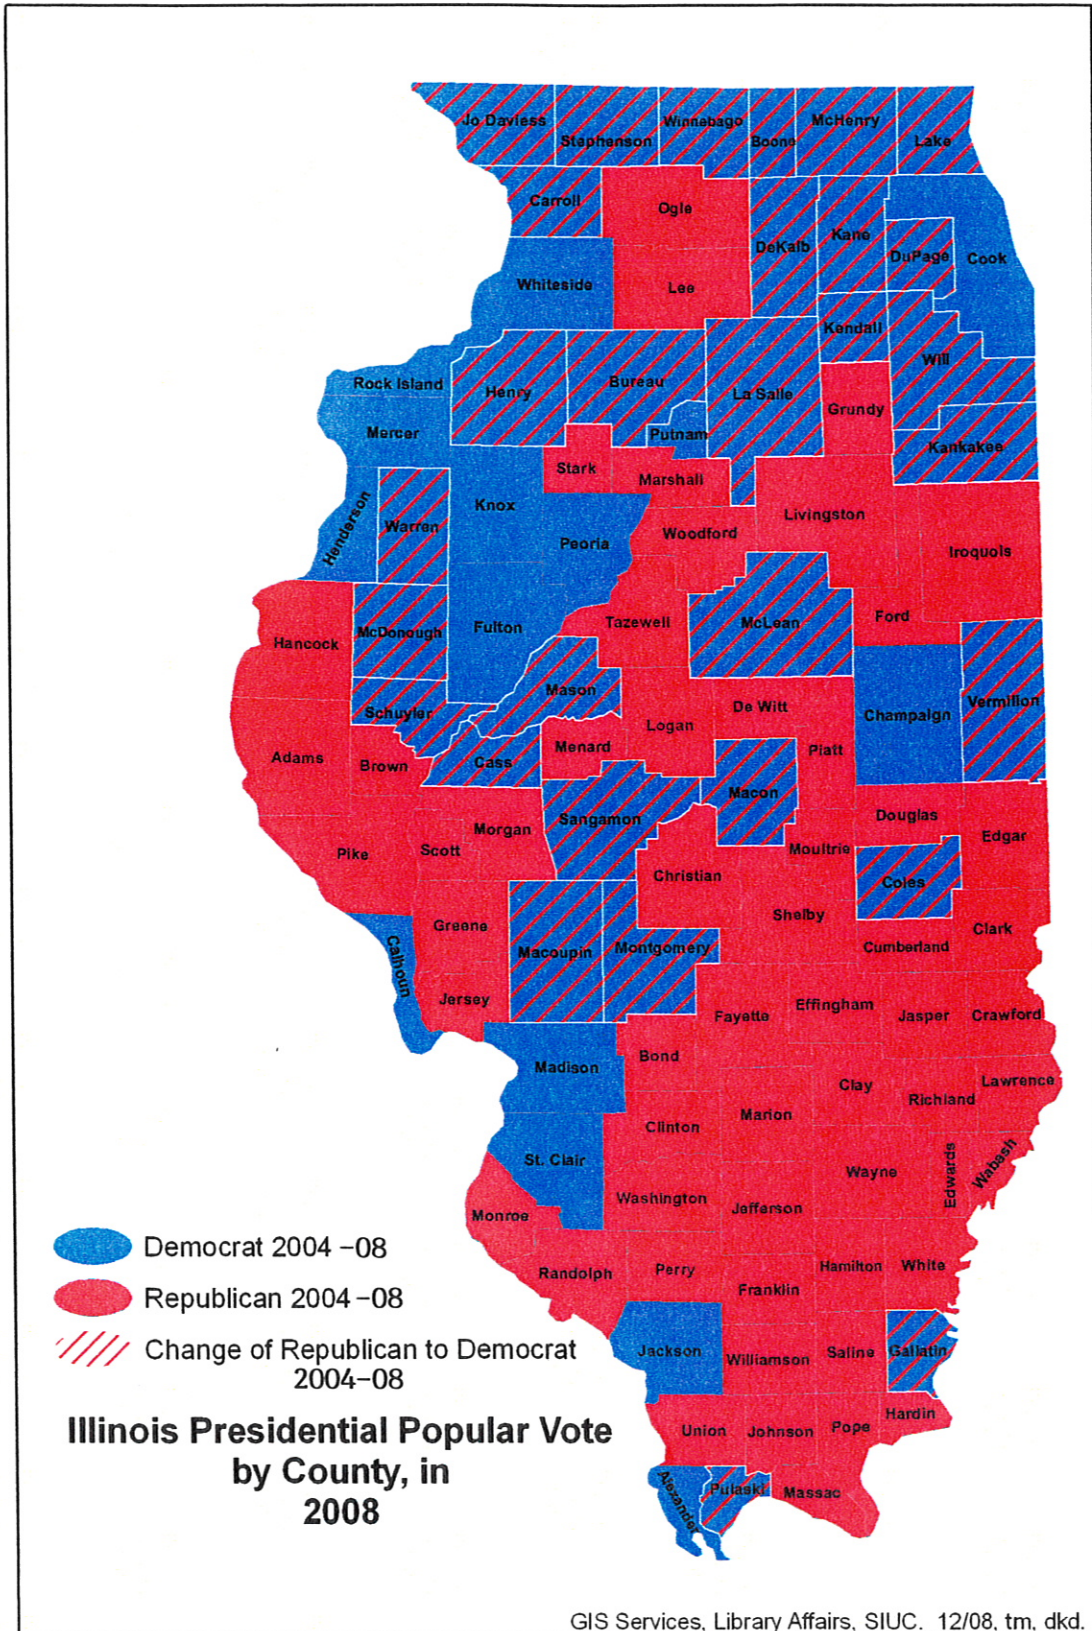 Jo Daviess
Stephenson
Winnebago
Boone
McHenry
Lake
Carroll
Ogle
DeKalb
Kane
DuPage
Cook
Whiteside
Lee
Kendall
Will
Rock Island
Henry
Bureau
La Salle
Grundy
Mercer
Putnam
Kankakee
Stark
Marshall
Henderson
Warren
Knox
Peoria
Woodford
Livingston
Iroquois
Hancock
McDonough
Fulton
Tazewell
McLean
Ford
Schuyler
Mason
Logan
De Witt
Champaign
Vermilion
Adams
Brown
Cass
Menard
Piatt
Macon
Sangamon
Douglas
Edgar
Pike
Scott
Morgan
Christian
Moultrie
Coles
Shelby
Greene
Macoupin
Montgomery
Cumberland
Clark
Calhoun
Jersey
Fayette
Effingham
Jasper
Crawford
Madison
Bond
Clay
Richland
Lawrence
Clinton
Marion
St. Clair
Washington
Jefferson
Wayne
Edwards
Wabash
Monroe
Randolph
Perry
Franklin
Hamilton
White
Jackson
Williamson
Saline
Gallatin
Union
Johnson
Pope
Hardin
Alexander
Pulaski
Massac
Democrat 2004 –08
Republican 2004 –08
Change of Republican to Democrat
2004–08
Illinois Presidential Popular Vote
by County, in
2008
GIS Services, Library Affairs, SIUC. 12/08, tm, dkd.